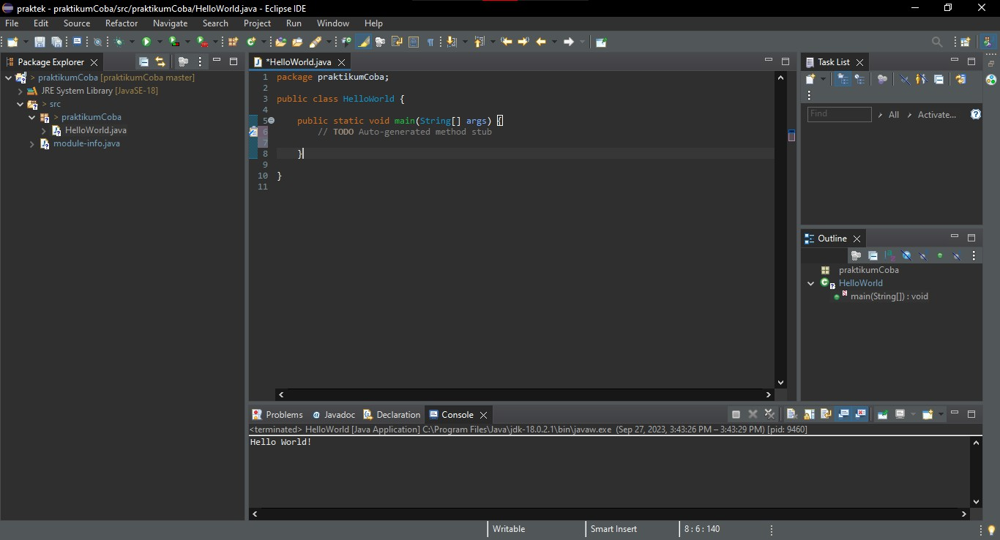 praktek - praktikumCoba/src/praktikumCoba/HelloWorld.java - Eclipse IDE
File Edit Source Refactor Navigate Search Project Run Window Help
Package Explorer
> praktikumCoba [praktikumCoba master]
JRE System Library [JavaSE-18]
> src
> praktikumCoba
HelloWorld.java
module-info.java
*HelloWorld.java
1 package praktikumCoba;
2
3 public class HelloWorld {
4
5 public static void main(String[] args) {
6 // TODO Auto-generated method stub
7
8 }
9
10 }
11
Task List
Find All Activate...
Outline
praktikumCoba
HelloWorld
main(String[]) : void
Problems Javadoc Declaration Console
<terminated> HelloWorld [Java Application] C:\Program Files\Java\jdk-18.0.2.1\bin\javaw.exe (Sep 27, 2023, 3:43:26 PM – 3:43:29 PM) [pid: 9460]
Hello World!
Writable Smart Insert 8 : 6 : 140